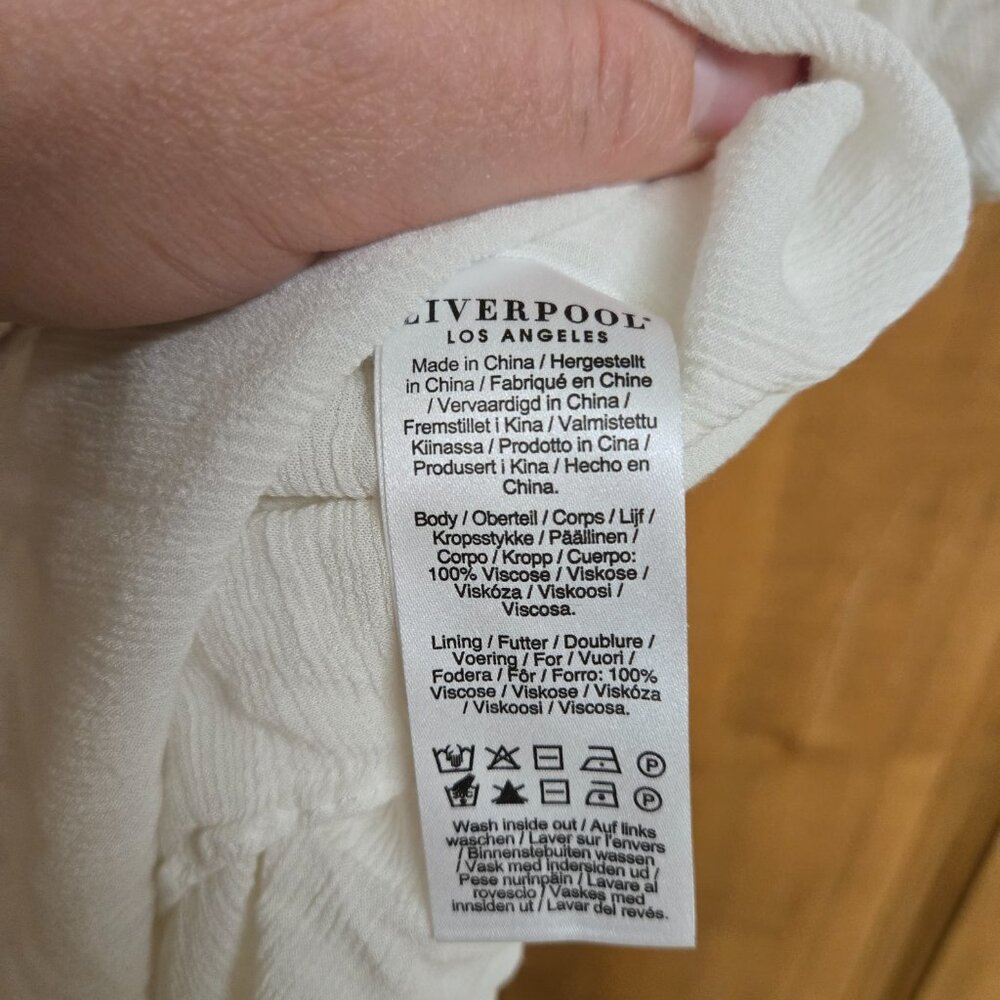 LIVERPOOL
LOS ANGELES
Made in China / Hergestellt
in China / Fabriqué en Chine
/ Vervaardigd in China /
Fremstillet i Kina / Valmistettu
Kiinassa / Prodotto in Cina /
Produsert i Kina / Hecho en
China.
Body / Oberteil / Corps / Lijf /
Kropsstykke / Päällinen /
Corpo / Kropp / Cuerpo:
100% Viscose / Viskose /
Viskóza / Viskoosi /
Viscosa.
Lining / Futter / Doublure /
Voering / For / Vuori /
Fodera / Fôr / Forro: 100%
Viscose / Viskose / Viskóza
/ Viskoosi / Viscosa.
P
P
Wash inside out / Auf links
waschen / Laver sur l'envers
/ Binnenstebuiten wassen
/ Vask med indersiden ud /
Pese nurinpäin / Lavare al
rovescio / Vaskes med
innsiden ut / Lavar del revés.